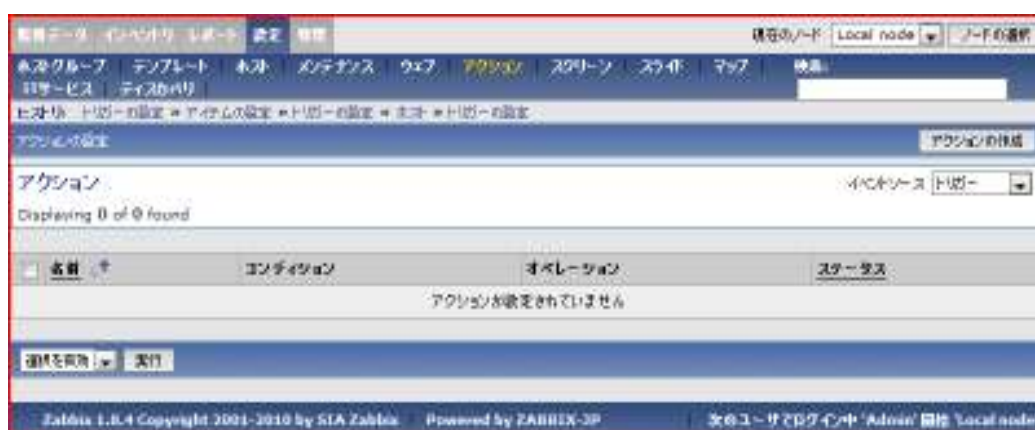 監視データ インベントリ レポート 設定 管理 現在のノード Local node ノードの選択
ホストグループ テンプレート ホスト メンテナンス ウェブ アクション スクリーン スライド マップ 検索:
ITサービス ディスカバリ
ヒストリ: トリガーの設定 » アイテムの設定 » トリガーの設定 » ホスト » トリガーの設定
アクションの設定 アクションの作成
アクション イベントソース トリガー
Displaying 0 of 0 found
名前 コンディション オペレーション ステータス
アクションが設定されていません
選択を有効 実行
Zabbix 1.8.4 Copyright 2001-2010 by SIA Zabbix Powered by ZABBIX-JP 次のユーザでログイン中 'Admin' 属性 'Local node